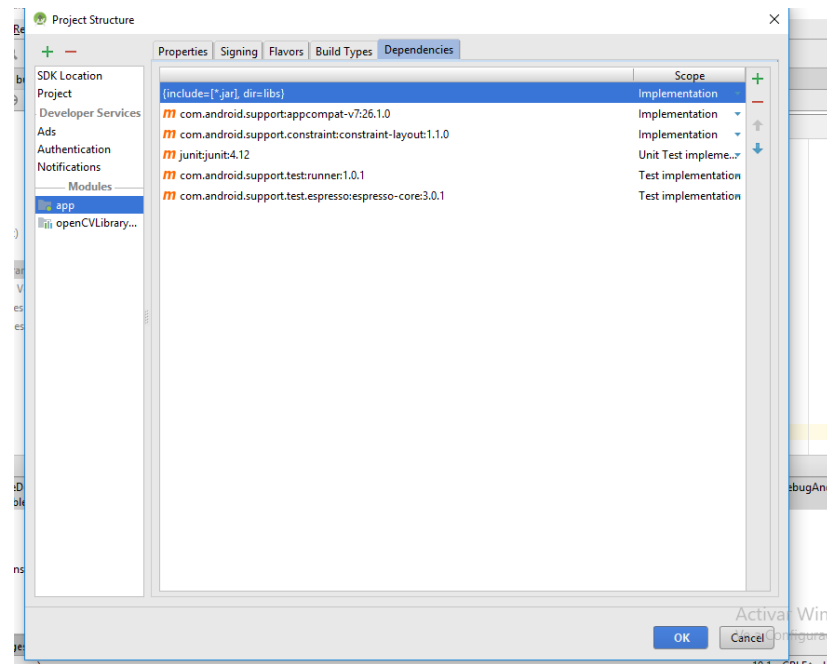 Project Structure
Properties Signing Flavors Build Types Dependencies
SDK Location
Project
Developer Services
Ads
Authentication
Notifications
Modules
app
openCVLibrary...
Scope
{include=[*.jar], dir=libs} Implementation
m com.android.support:appcompat-v7:26.1.0 Implementation
m com.android.support.constraint:constraint-layout:1.1.0 Implementation
m junit:junit:4.12 Unit Test impleme...
m com.android.support.test:runner:1.0.1 Test implementation
m com.android.support.test.espresso:espresso-core:3.0.1 Test implementation
ebugAn
Activar Win
OK Cancel